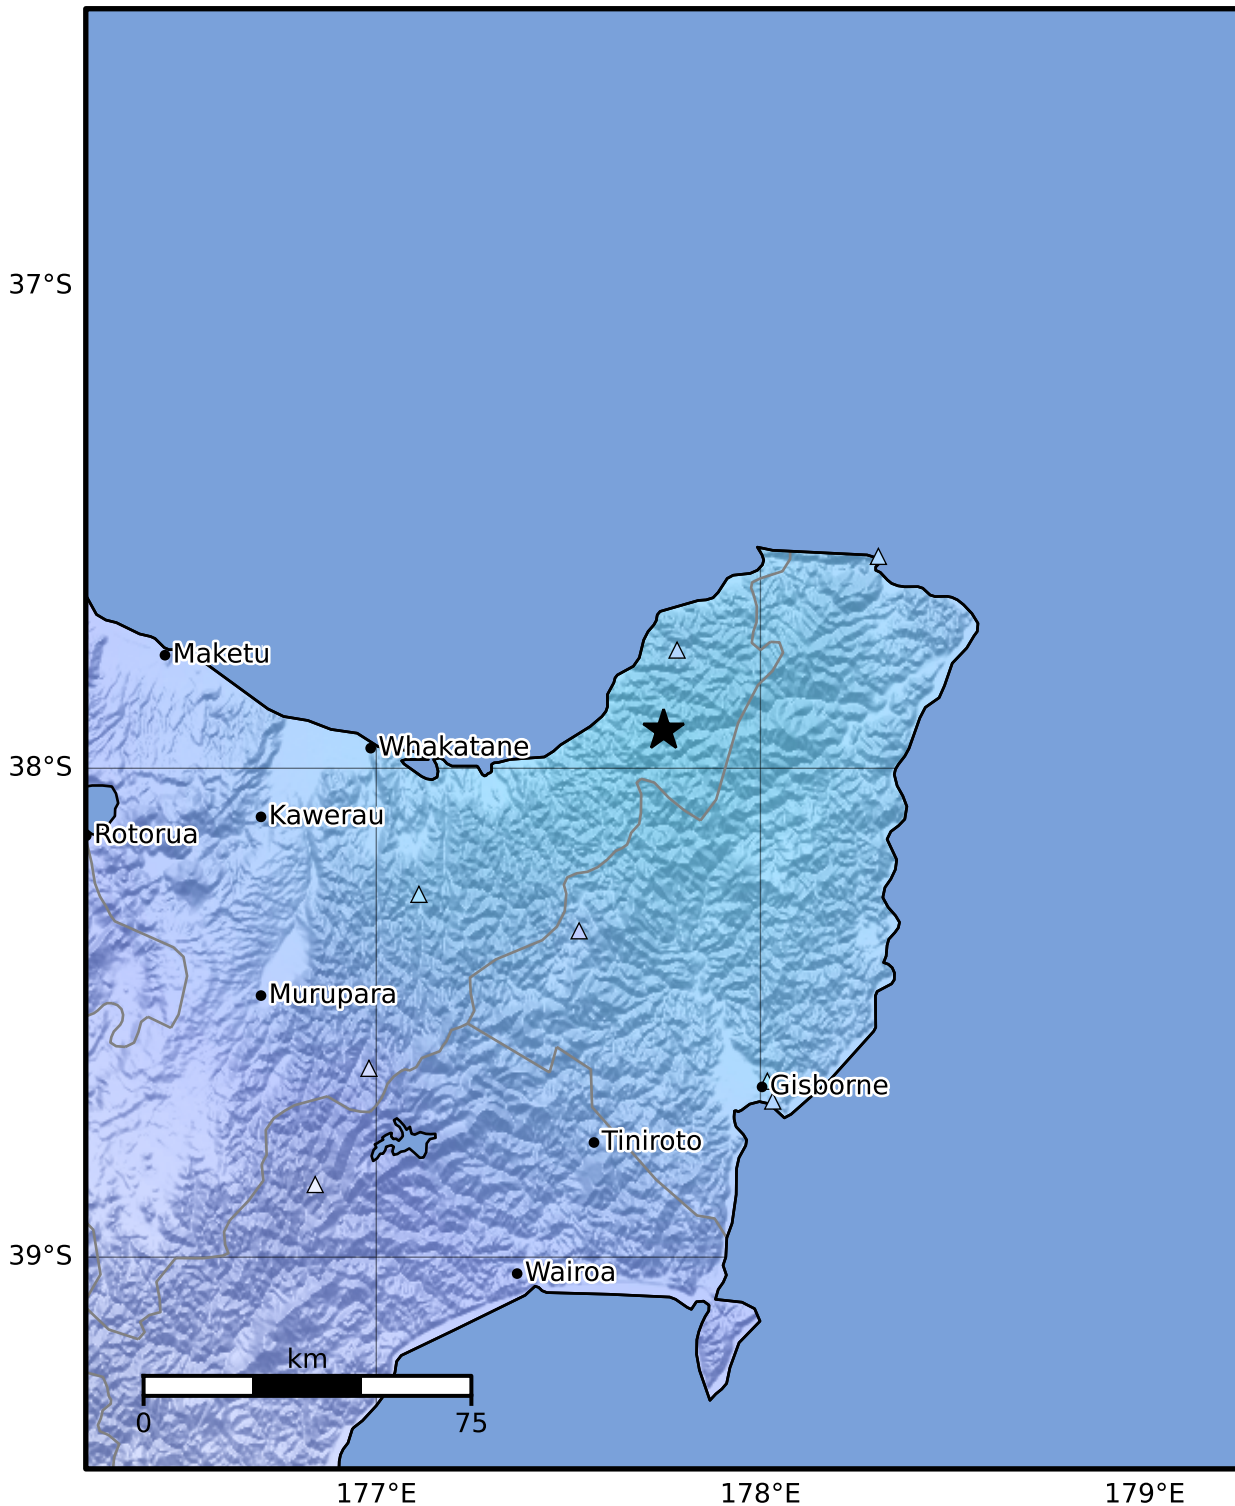 37°S
Maketu
Whakatane
38°S
Kawerau
Rotorua
Murupara
Gisborne
Tiniroto
39°S
Wairoa
km
0 75
177°E 178°E 179°E